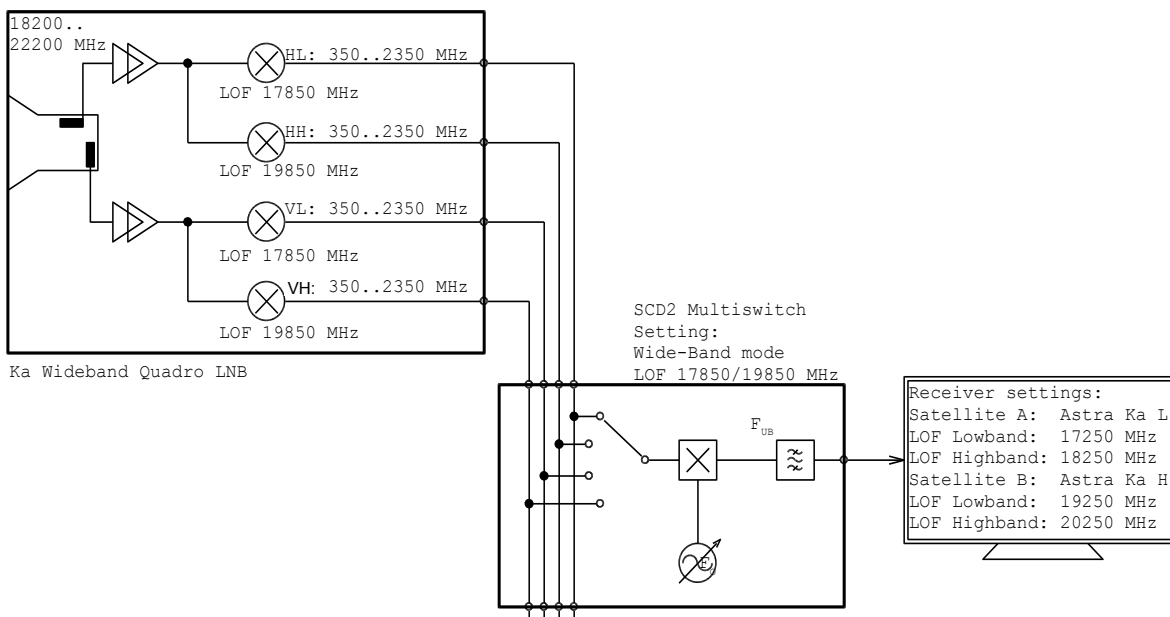 18200..
22200 MHz
HL: 350..2350 MHz
LOF 17850 MHz
HH: 350..2350 MHz
LOF 19850 MHz
VL: 350..2350 MHz
LOF 17850 MHz
VH: 350..2350 MHz
LOF 19850 MHz
Ka Wideband Quadro LNB
SCD2 Multiswitch
Setting:
Wide-Band mode
LOF 17850/19850 MHz
FUB
Receiver settings:
Satellite A: Astra Ka L
LOF Lowband: 17250 MHz
LOF Highband: 18250 MHz
Satellite B: Astra Ka H
LOF Lowband: 19250 MHz
LOF Highband: 20250 MHz